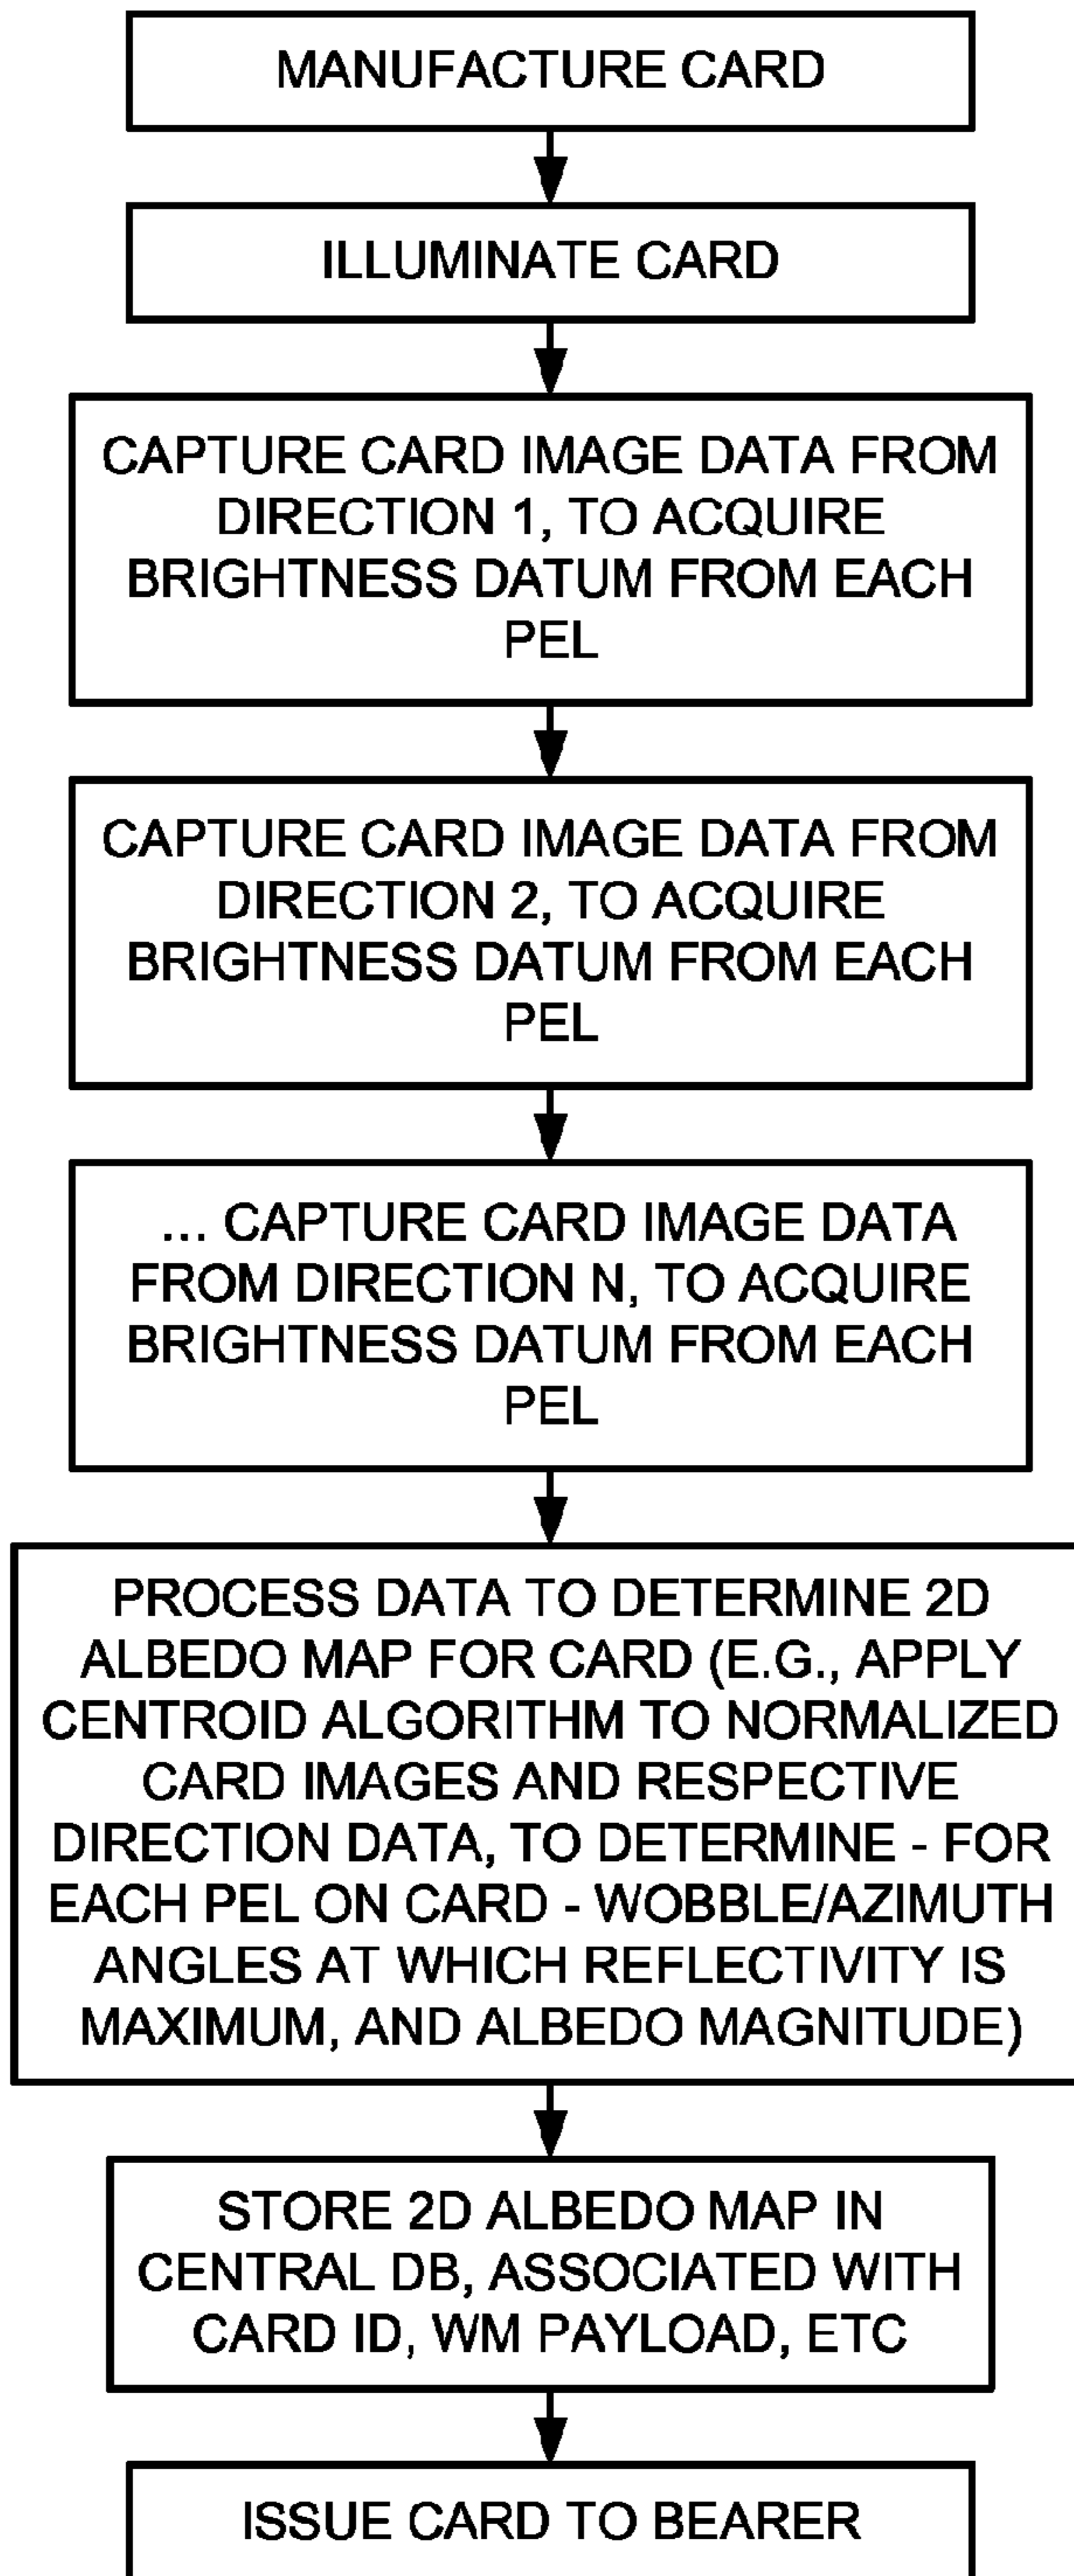 MANUFACTURE CARD
ILLUMINATE CARD
CAPTURE CARD IMAGE DATA FROM
DIRECTION 1, TO ACQUIRE
BRIGHTNESS DATUM FROM EACH
PEL
CAPTURE CARD IMAGE DATA FROM
DIRECTION 2, TO ACQUIRE
BRIGHTNESS DATUM FROM EACH
PEL
... CAPTURE CARD IMAGE DATA
FROM DIRECTION N, TO ACQUIRE
BRIGHTNESS DATUM FROM EACH
PEL
PROCESS DATA TO DETERMINE 2D
ALBEDO MAP FOR CARD (E.G., APPLY
CENTROID ALGORITHM TO NORMALIZED
CARD IMAGES AND RESPECTIVE
DIRECTION DATA, TO DETERMINE - FOR
EACH PEL ON CARD - WOBBLE/AZIMUTH
ANGLES AT WHICH REFLECTIVITY IS
MAXIMUM, AND ALBEDO MAGNITUDE)
STORE 2D ALBEDO MAP IN
CENTRAL DB, ASSOCIATED WITH
CARD ID, WM PAYLOAD, ETC
ISSUE CARD TO BEARER